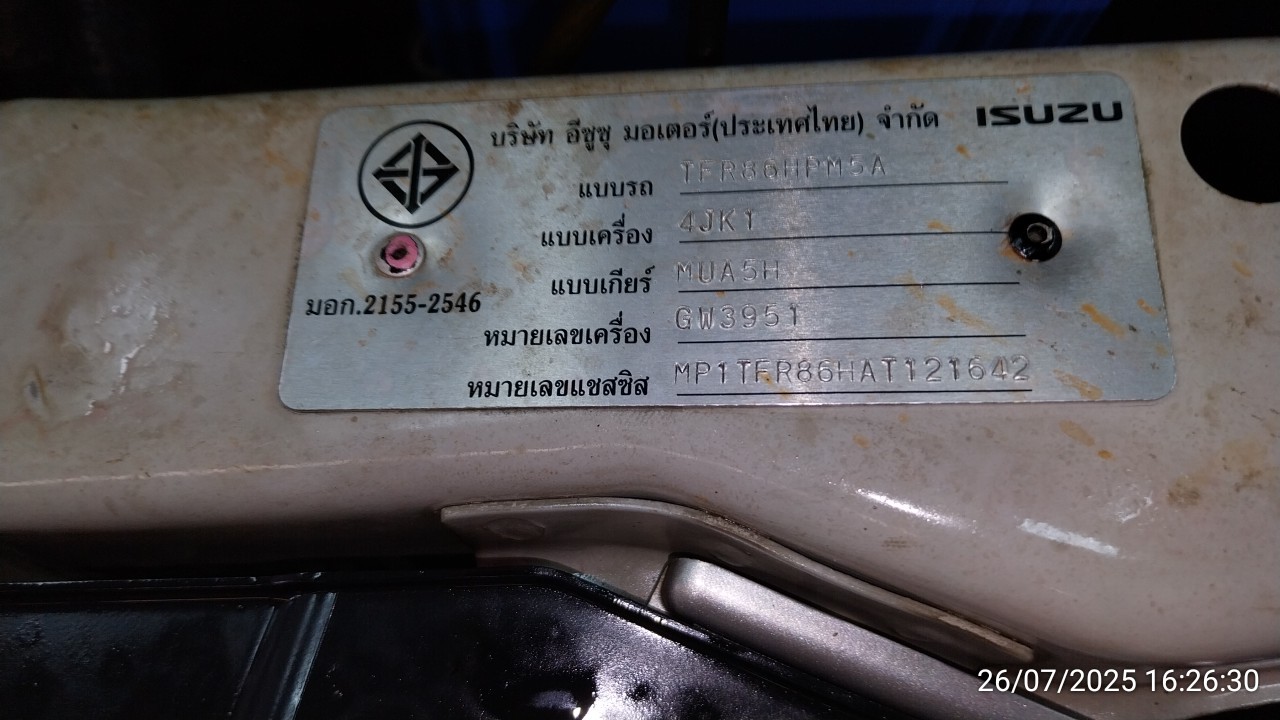 บริษัท อีซูซุ มอเตอร์(ประเทศไทย) จำกัด ISUZU
แบบรถ TFR86HPM5A
แบบเครื่อง 4JK1
แบบเกียร์ MUA5H
มอก.2155-2546
หมายเลขเครื่อง GW3951
หมายเลขแชสซิส MP1TFR86HAT121642
26/07/2025 16:26:30